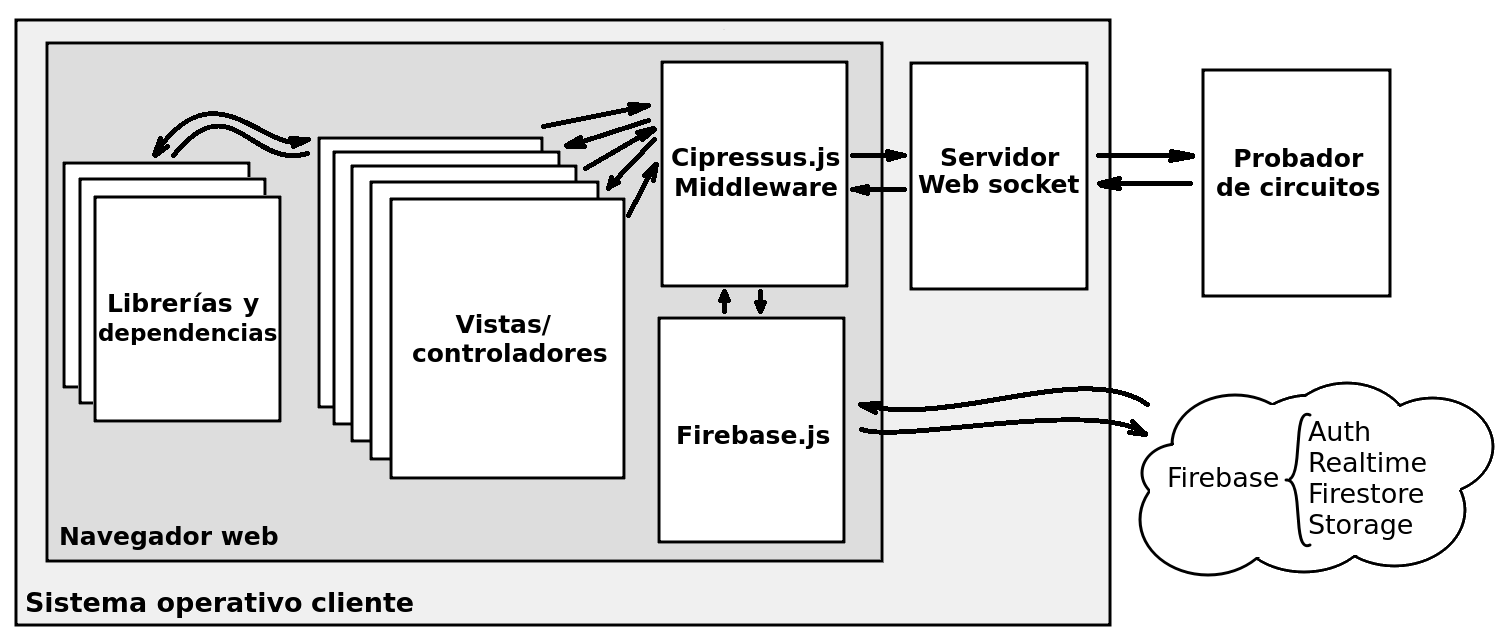 Cipressus.js
Middleware
Servidor
Web socket
Probador
de circuitos
Librerías y
dependencias
Vistas/
controladores
Firebase.js
Firebase
Auth
Realtime
Firestore
Storage
Navegador web
Sistema operativo cliente